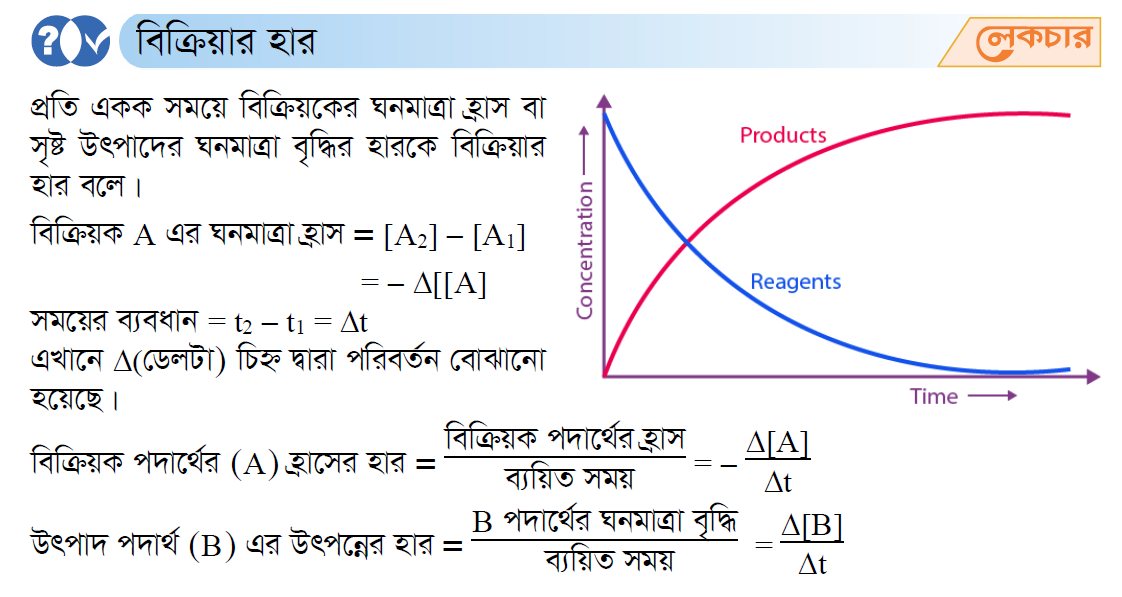 বিক্রিয়ার হার
লেকচার
প্রতি একক সময়ে বিক্রিয়কের ঘনমাত্রা হ্রাস বা
সৃষ্ট উৎপাদের ঘনমাত্রা বৃদ্ধির হারকে বিক্রিয়ার
হার বলে।
বিক্রিয়ক A এর ঘনমাত্রা হ্রাস = [A₂] – [A₁]
= – Δ[[A]
সময়ের ব্যবধান = t₂ – t₁ = Δt
এখানে Δ(ডেলটা) চিহ্ন দ্বারা পরিবর্তন বোঝানো
হয়েছে।
Concentration
Products
Reagents
Time
বিক্রিয়ক পদার্থের (A) হ্রাসের হার = বিক্রিয়ক পদার্থের হ্রাস / ব্যয়িত সময় = – Δ[A] / Δt
উৎপাদ পদার্থ (B) এর উৎপন্নের হার = B পদার্থের ঘনমাত্রা বৃদ্ধি / ব্যয়িত সময় = Δ[B] / Δt